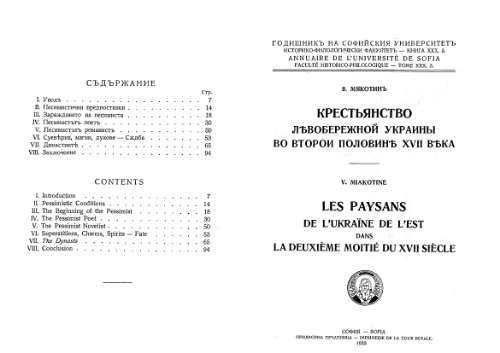 СЪДЪРЖАНИЕ
Стр.
I. Уводъ 7
II. Песимистични предпоставки 14
III. Зараждането на песимиста 18
IV. Песимистътъ поетъ 30
V. Песимистътъ романистъ 50
VI. Суеверия, магии, духове — Сѫдба 53
VII. Династитѣ 65
VIII. Заключение 94
CONTENTS
I. Introduction 7
II. Pessimistic Conditions 14
III. The Beginning of the Pessimist 18
IV. The Pessimist Poet 30
V. The Pessimist Novelist 50
VI. Superstitions, Charms, Spirits — Fate 53
VII. The Dynasts 65
VIII. Conclusion 94
ГОДИШНИКЪ НА СОФИЙСКИЯ УНИВЕРСИТЕТЪ
ИСТОРИКО-ФИЛОЛОГИЧЕСКИ ФАКУЛТЕТЪ — КНИГА XXX. 3.
ANNUAIRE DE L'UNIVERSITÉ DE SOFIA
FACULTÉ HISTORICO-PHILOLOGIQUE — TOME XXX. 3.
В. МЯКОТИНЪ
КРЕСТЬЯНСТВО
ЛѢВОБЕРЕЖНОЙ УКРАИНЫ
ВО ВТОРОИ ПОЛОВИНѢ XVII ВѢКА
V. MIAKOTINE
LES PAYSANS
DE L'UKRAÏNE DE L'EST
DANS
LA DEUXIÈME MOITIÉ DU XVII SIÈCLE
СОФИЯ — SOFIA
ПРИДВОРНА ПЕЧАТНИЦА — IMPRIMERIE DE LA COUR ROYALE.